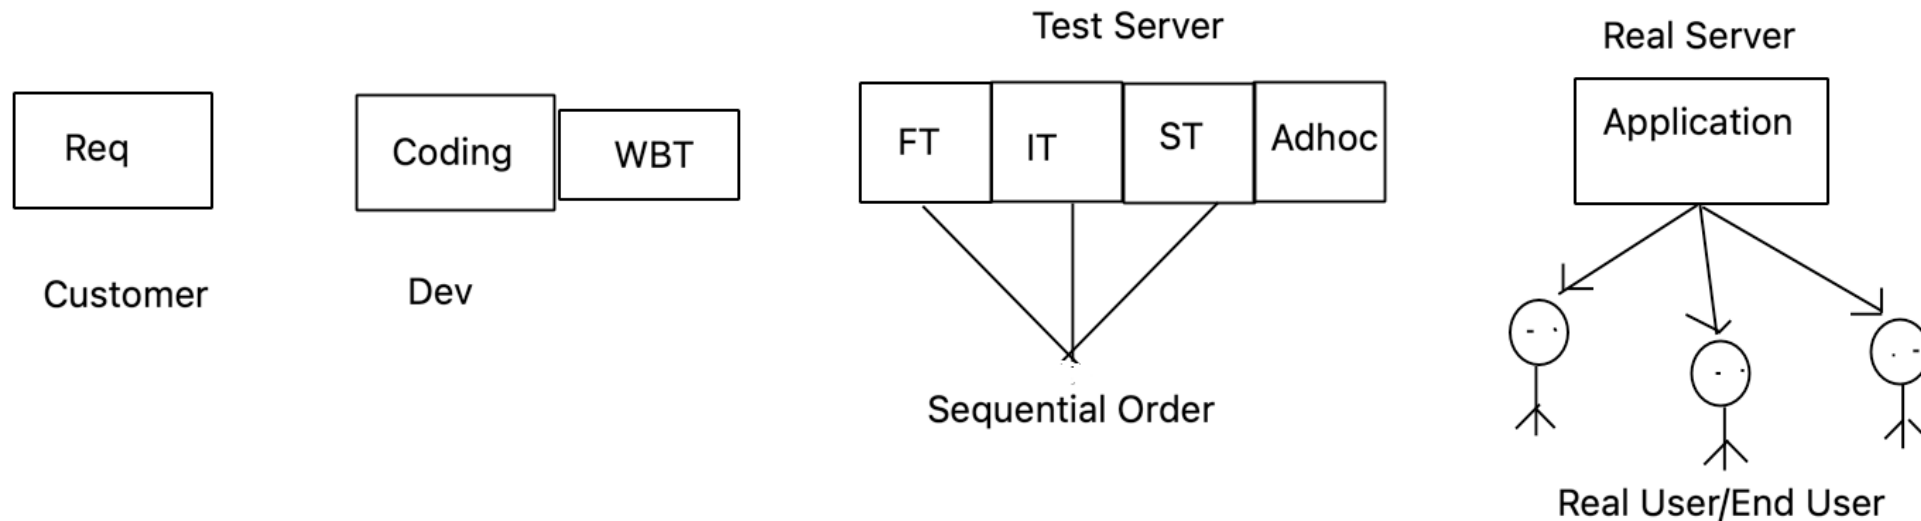 Test Server
Real Server
Req
Coding
WBT
FT
IT
ST
Adhoc
Application
Customer
Dev
Sequential Order
Real User/End User